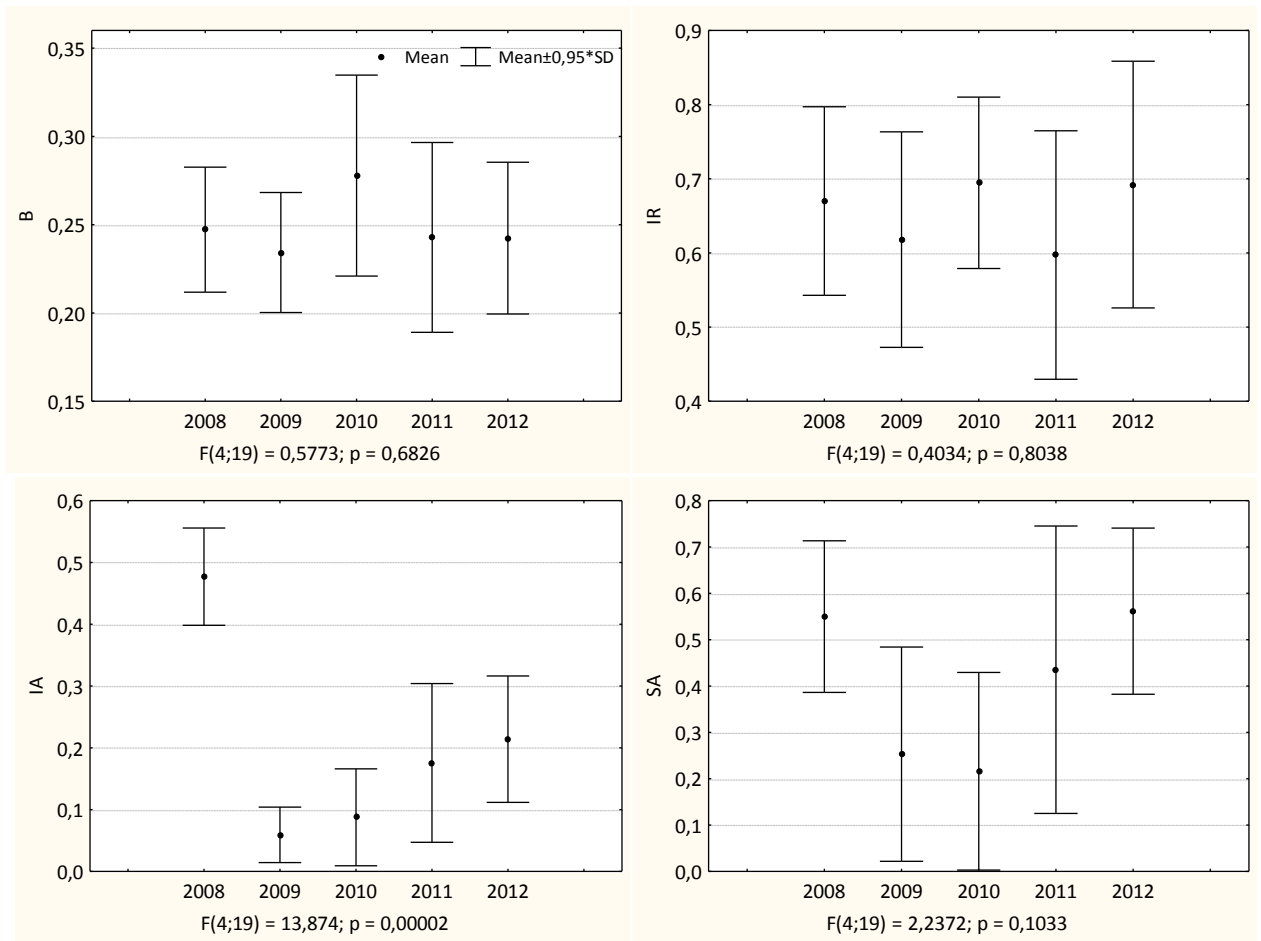 0,35
0,30
0,25
0,20
0,15
B
Mean Mean±0,95*SD
2008 2009 2010 2011 2012
F(4;19) = 0,5773; p = 0,6826
0,9
0,8
0,7
0,6
0,5
0,4
IR
2008 2009 2010 2011 2012
F(4;19) = 0,4034; p = 0,8038
0,6
0,5
0,4
0,3
0,2
0,1
0,0
IA
2008 2009 2010 2011 2012
F(4;19) = 13,874; p = 0,00002
0,8
0,7
0,6
0,5
0,4
0,3
0,2
0,1
0,0
SA
2008 2009 2010 2011 2012
F(4;19) = 2,2372; p = 0,1033